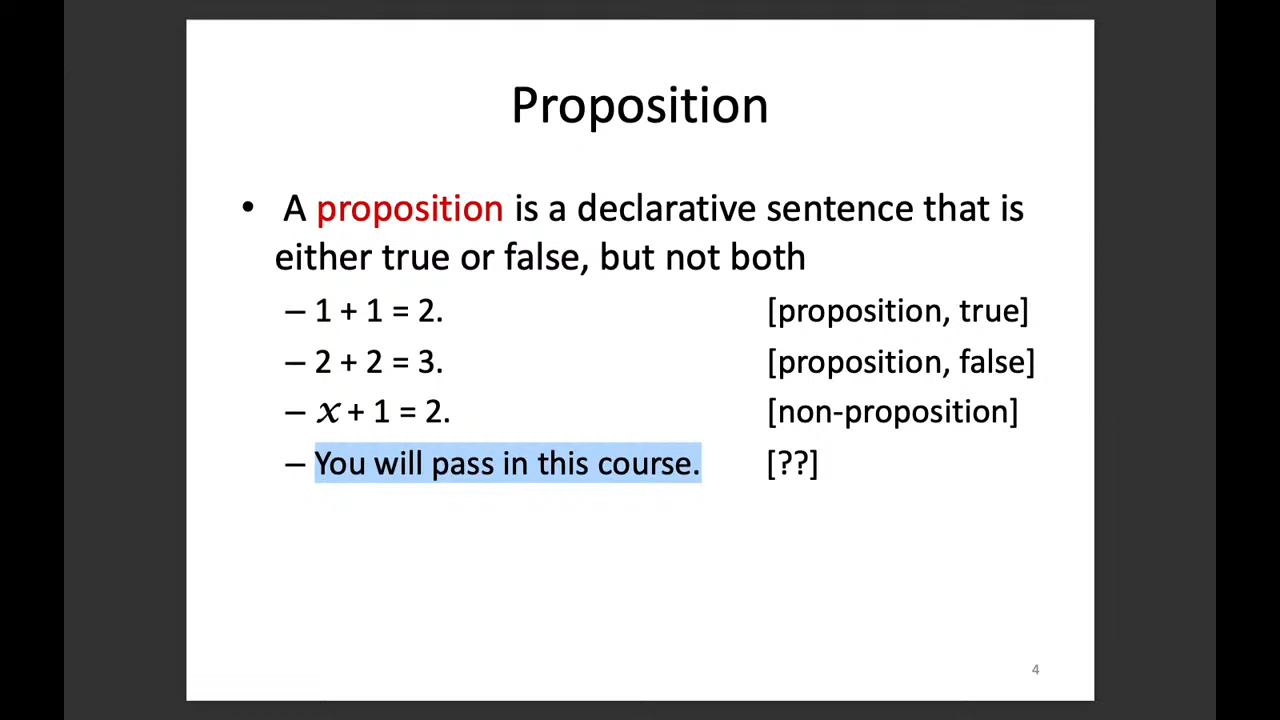 Proposition
• A proposition is a declarative sentence that is
either true or false, but not both
– 1 + 1 = 2. [proposition, true]
– 2 + 2 = 3. [proposition, false]
– 𝑥 + 1 = 2. [non-proposition]
– You will pass in this course. [??]
4